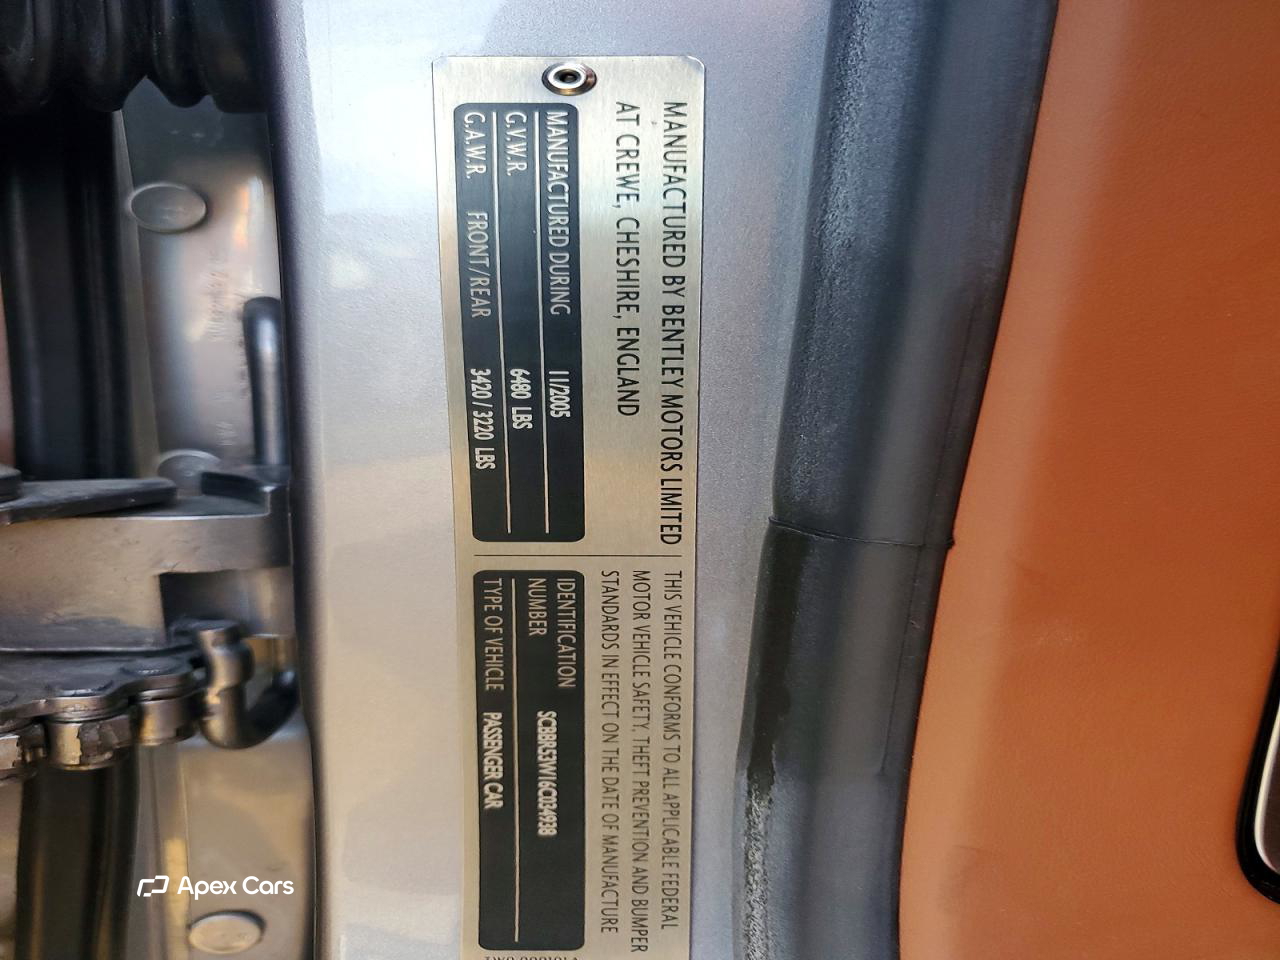 MANUFACTURED BY BENTLEY MOTORS LIMITED
AT CREWE, CHESHIRE, ENGLAND
MANUFACTURED DURING 11/2005
G.V.W.R. 6480 LBS
G.A.W.R. FRONT/REAR 3420/3220 LBS
THIS VEHICLE CONFORMS TO ALL APPLICABLE FEDERAL
MOTOR VEHICLE SAFETY, THEFT PREVENTION AND BUMPER
STANDARDS IN EFFECT ON THE DATE OF MANUFACTURE
IDENTIFICATION
NUMBER SCBBR53W16C034938
TYPE OF VEHICLE PASSENGER CAR
Apex Cars